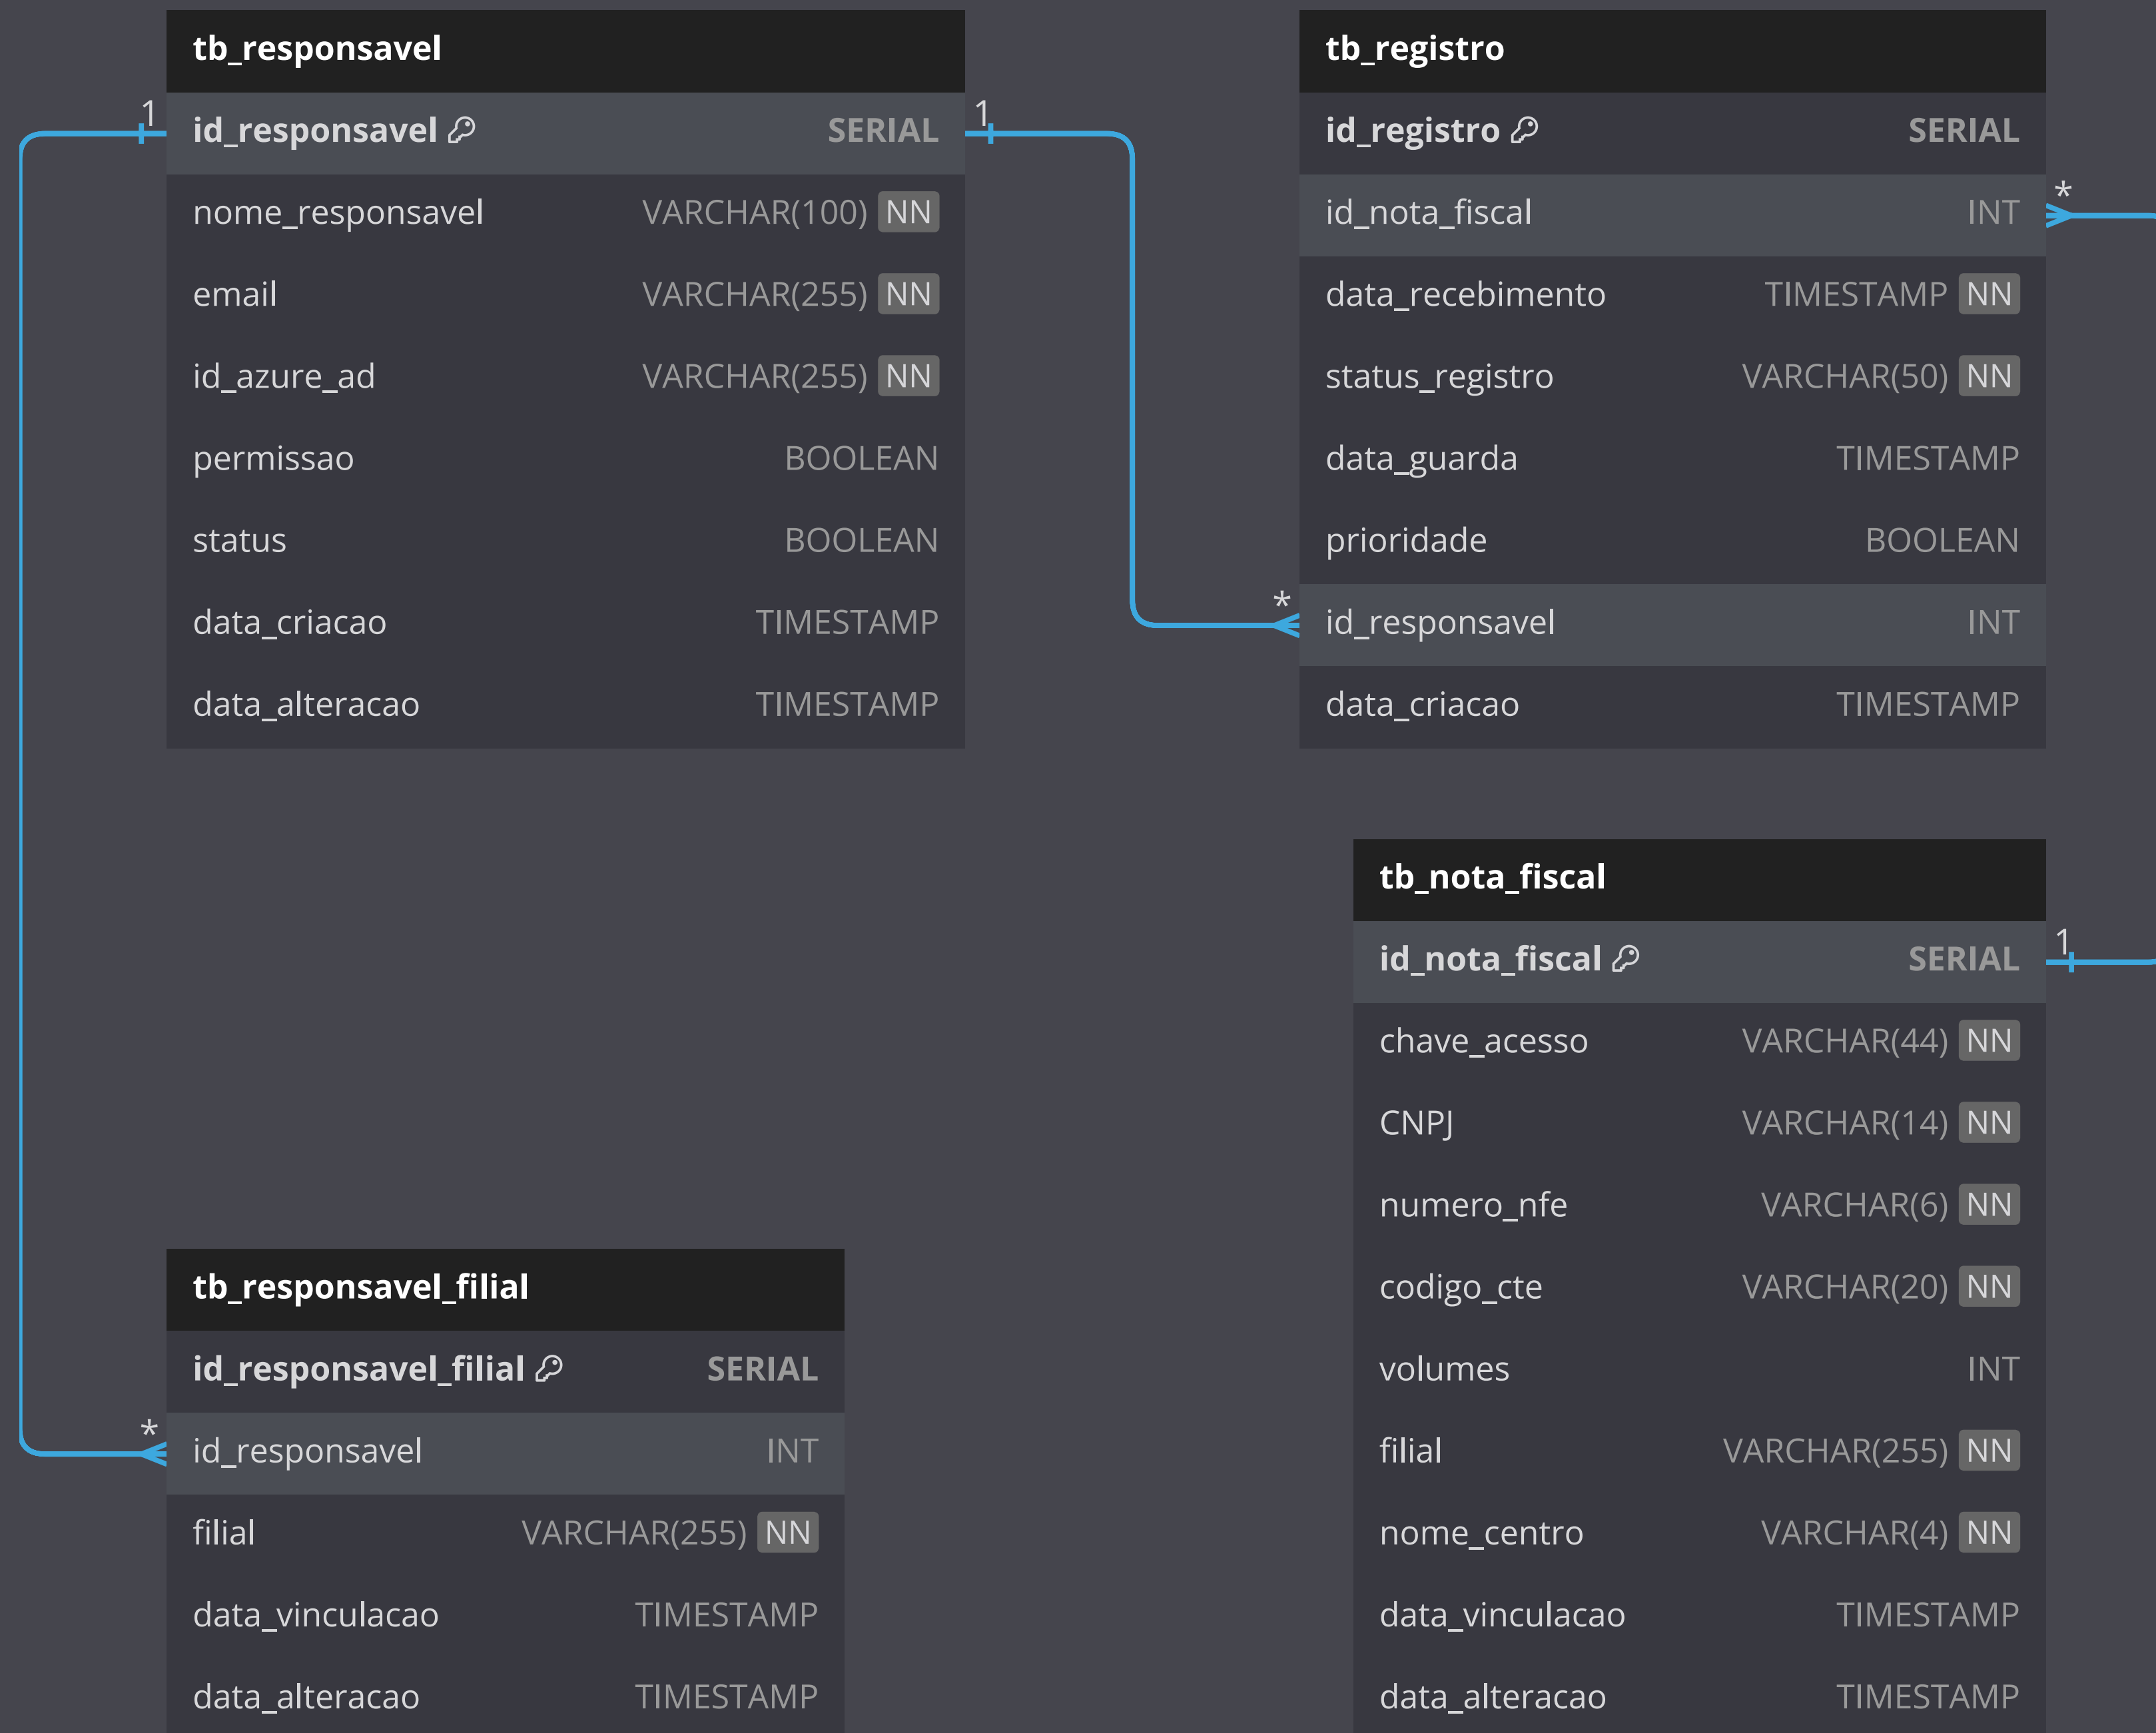 tb_responsavel
1
id_responsavel SERIAL
1
nome_responsavel VARCHAR(100) NN
email VARCHAR(255) NN
id_azure_ad VARCHAR(255) NN
permissao BOOLEAN
status BOOLEAN
data_criacao TIMESTAMP
data_alteracao TIMESTAMP
tb_registro
id_registro SERIAL
id_nota_fiscal INT
*
data_recebimento TIMESTAMP NN
status_registro VARCHAR(50) NN
data_guarda TIMESTAMP
prioridade BOOLEAN
*
id_responsavel INT
data_criacao TIMESTAMP
tb_nota_fiscal
id_nota_fiscal SERIAL
1
chave_acesso VARCHAR(44) NN
CNPJ VARCHAR(14) NN
numero_nfe VARCHAR(6) NN
codigo_cte VARCHAR(20) NN
volumes INT
filial VARCHAR(255) NN
nome_centro VARCHAR(4) NN
data_vinculacao TIMESTAMP
data_alteracao TIMESTAMP
tb_responsavel_filial
id_responsavel_filial SERIAL
*
id_responsavel INT
filial VARCHAR(255) NN
data_vinculacao TIMESTAMP
data_alteracao TIMESTAMP